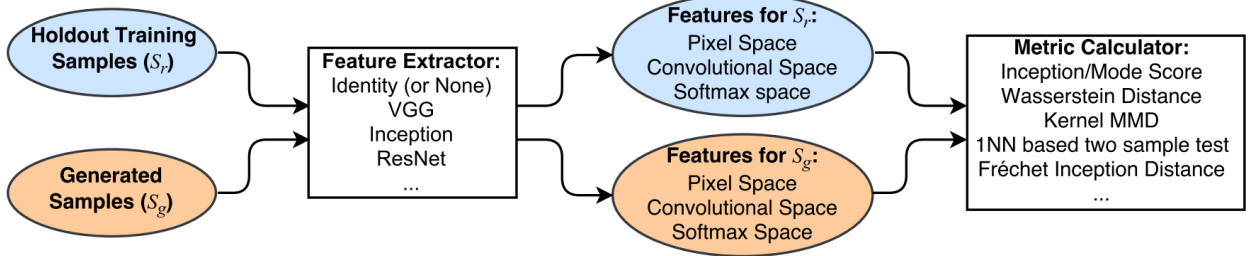 Holdout Training
Samples (Sr)
Generated
Samples (Sg)
Feature Extractor:
Identity (or None)
VGG
Inception
ResNet
...
Features for Sr:
Pixel Space
Convolutional Space
Softmax space
Features for Sg:
Pixel Space
Convolutional Space
Softmax Space
Metric Calculator:
Inception/Mode Score
Wasserstein Distance
Kernel MMD
1NN based two sample test
Fréchet Inception Distance
...